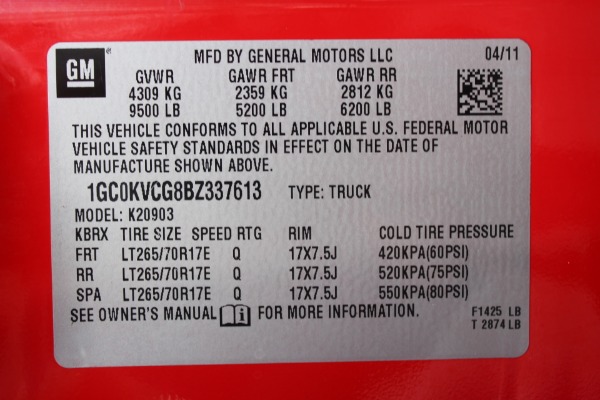 GM
MFD BY GENERAL MOTORS LLC 04/11
GVWR GAWR FRT GAWR RR
4309 KG 2359 KG 2812 KG
9500 LB 5200 LB 6200 LB
THIS VEHICLE CONFORMS TO ALL APPLICABLE U.S. FEDERAL MOTOR
VEHICLE SAFETY STANDARDS IN EFFECT ON THE DATE OF
MANUFACTURE SHOWN ABOVE.
1GC0KVCG8BZ337613 TYPE: TRUCK
MODEL: K20903
KBRX TIRE SIZE SPEED RTG RIM COLD TIRE PRESSURE
FRT LT265/70R17E Q 17X7.5J 420KPA(60PSI)
RR LT265/70R17E Q 17X7.5J 520KPA(75PSI)
SPA LT265/70R17E Q 17X7.5J 550KPA(80PSI)
SEE OWNER'S MANUAL i FOR MORE INFORMATION.
F1425 LB
T 2874 LB